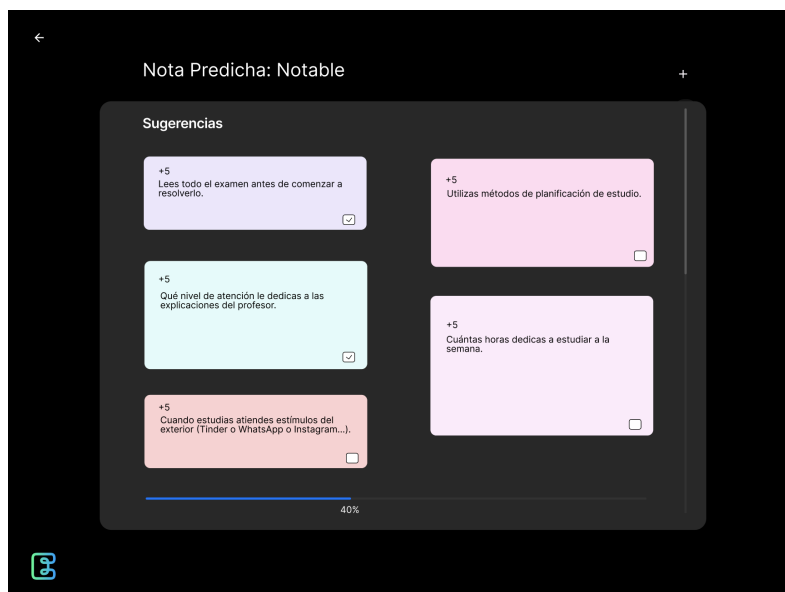 Nota Predicha: Notable
+
Sugerencias
+5
Lees todo el examen antes de comenzar a
resolverlo.
+5
Qué nivel de atención le dedicas a las
explicaciones del profesor.
+5
Cuando estudias atiendes estímulos del
exterior (Tinder o WhatsApp o Instagram...).
+5
Utilizas métodos de planificación de estudio.
+5
Cuántas horas dedicas a estudiar a la
semana.
40%